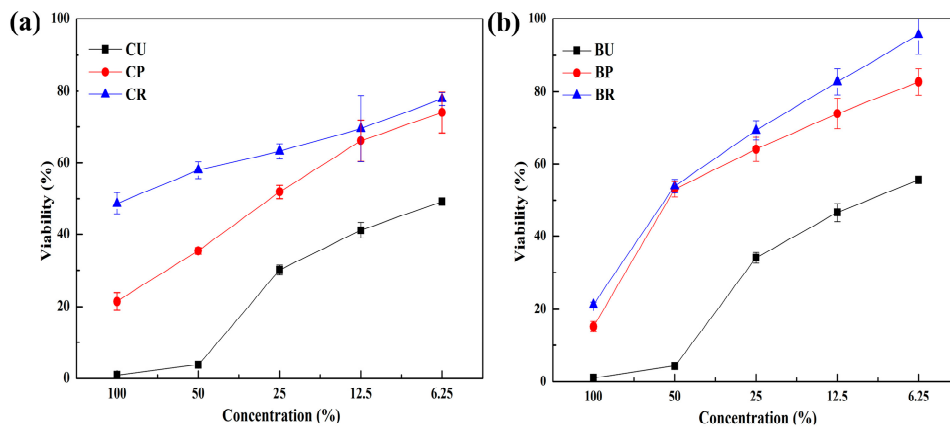 (a)
CU
CP
CR
Viability (%)
100
80
60
40
20
0
100 50 25 12.5 6.25
Concentration (%)
(b)
BU
BP
BR
Viability (%)
100
80
60
40
20
0
100 50 25 12.5 6.25
Concentration (%)